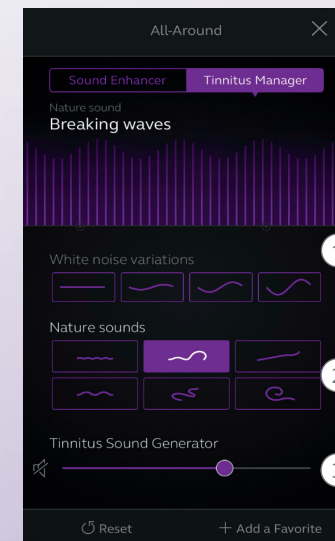 All-Around
Sound Enhancer Tinnitus Manager
Nature sound
Breaking waves
White noise variations
Nature sounds
Tinnitus Sound Generator
Reset + Add a Favorite